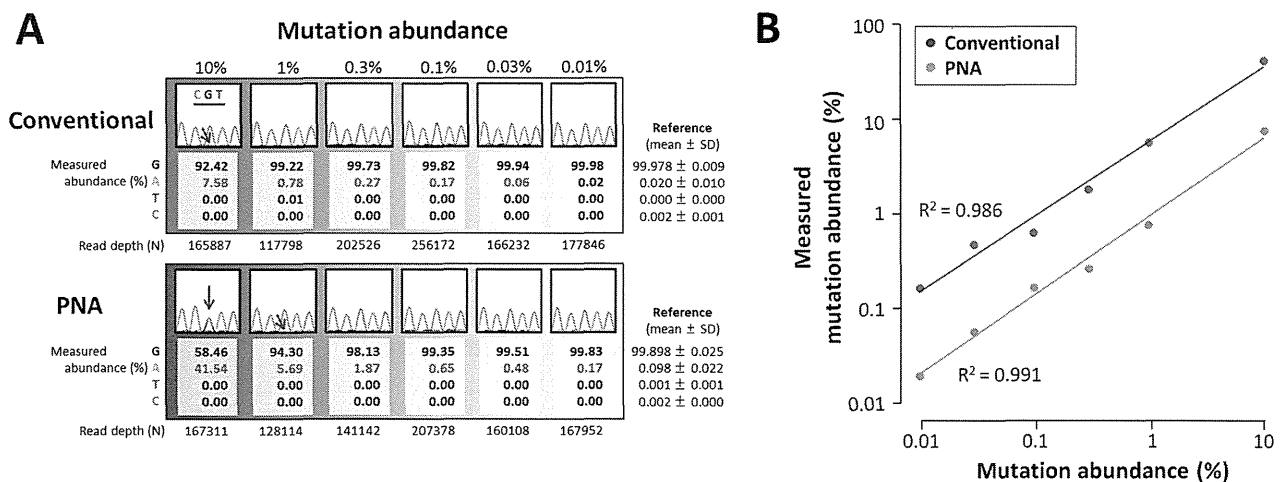 A
Mutation abundance
10% 1% 0.3% 0.1% 0.03% 0.01%
Conventional
C G T
Reference
(mean ± SD)
Measured G 92.42 99.22 99.73 99.82 99.94 99.98 99.978 ± 0.009
abundance (%) A 7.58 0.78 0.27 0.17 0.06 0.02 0.020 ± 0.010
T 0.00 0.01 0.00 0.00 0.00 0.00 0.000 ± 0.000
C 0.00 0.00 0.00 0.00 0.00 0.00 0.002 ± 0.001
Read depth (N) 165887 117798 202526 256172 166232 177846
PNA
Reference
(mean ± SD)
Measured G 58.46 94.30 98.13 99.35 99.51 99.83 99.898 ± 0.025
abundance (%) A 41.54 5.69 1.87 0.65 0.48 0.17 0.098 ± 0.022
T 0.00 0.00 0.00 0.00 0.00 0.00 0.001 ± 0.001
C 0.00 0.00 0.00 0.00 0.00 0.00 0.002 ± 0.000
Read depth (N) 167311 128114 141142 207378 160108 167952
B
Measured
mutation abundance (%)
100
10
1
0.1
0.01
Conventional
PNA
R² = 0.986
R² = 0.991
0.01 0.1 1 10
Mutation abundance (%)